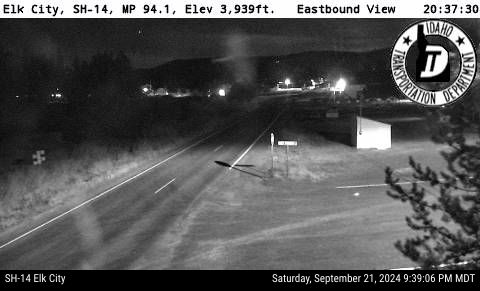 Elk City, SH-14, MP 94.1, Elev 3,939ft.   Eastbound View   20:37:30
IDAHO
TRANSPORTATION DEPARTMENT
SH-14 Elk City
Saturday, September 21, 2024 9:39:06 PM MDT